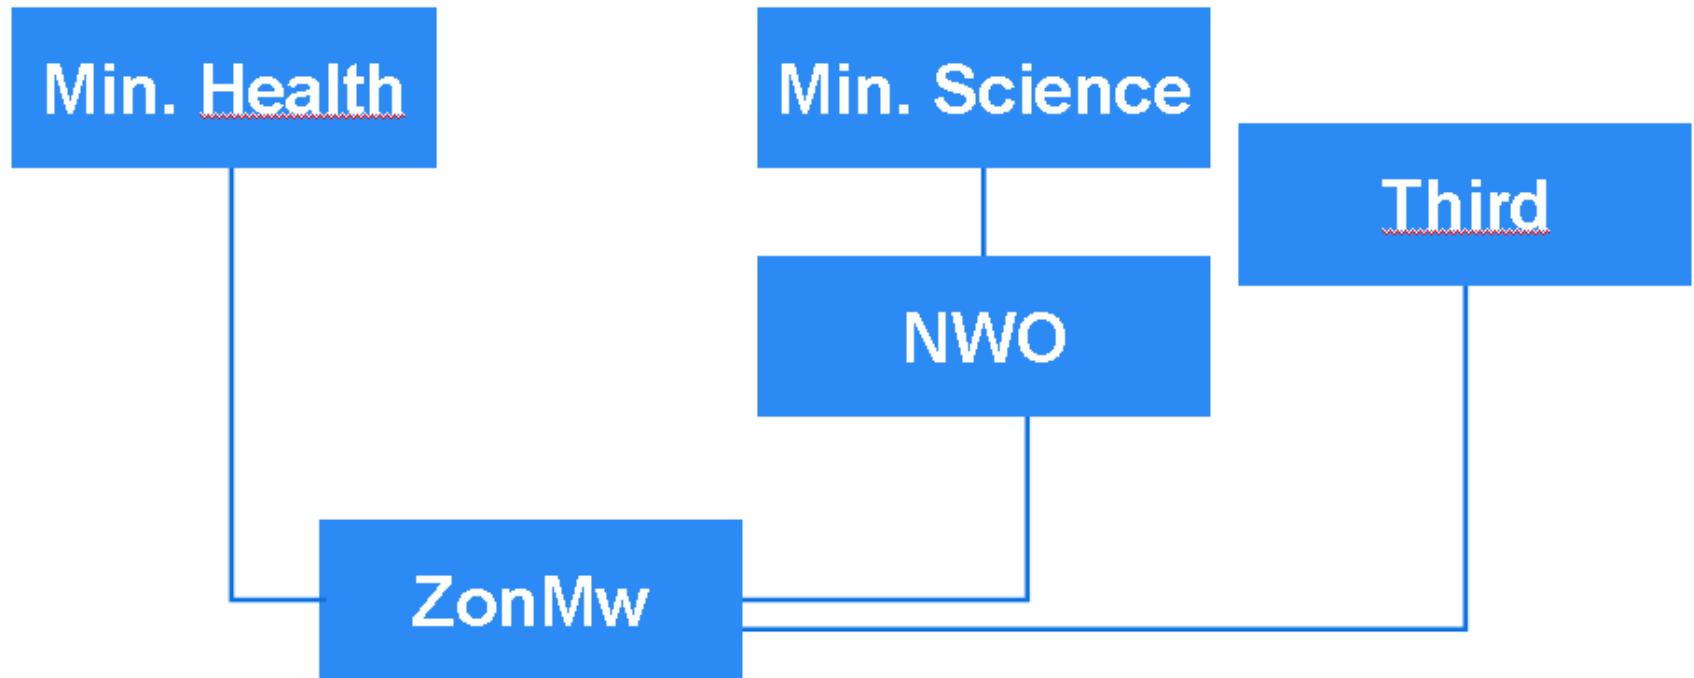 Min. Health
Min. Science
Third
NWO
ZonMw